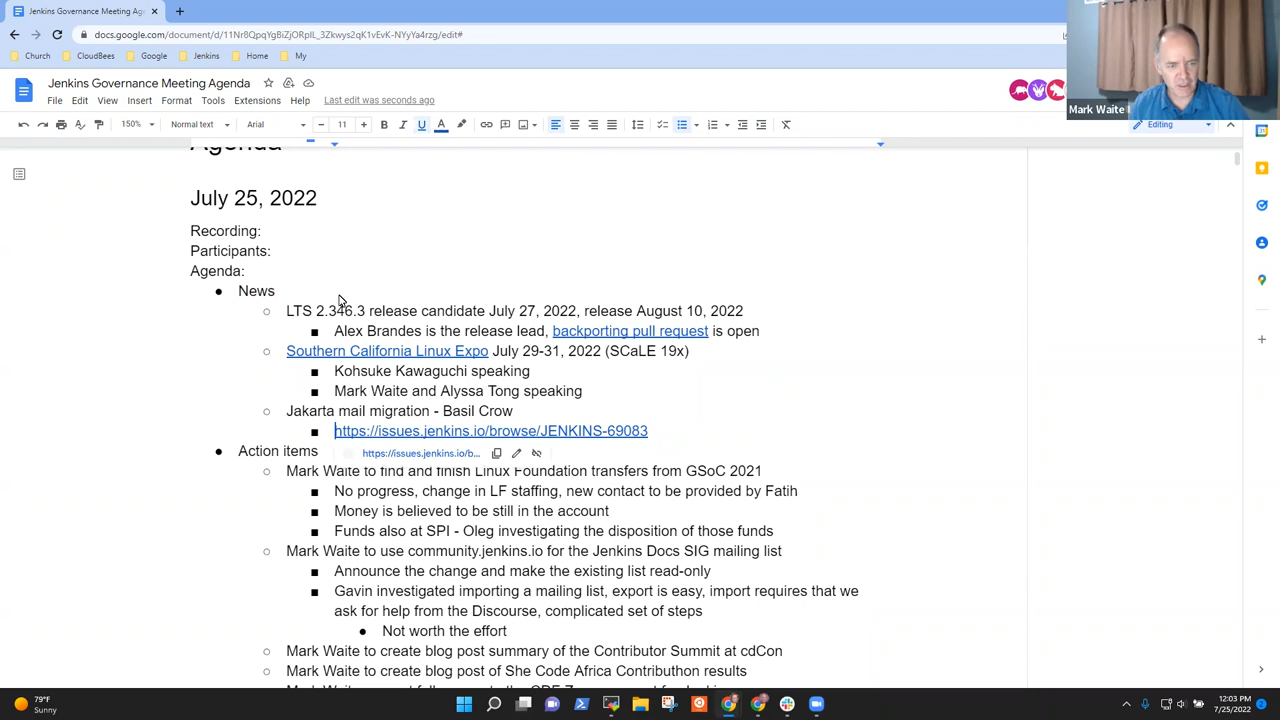 Jenkins Governance Meeting Age
docs.google.com/document/d/11Nr8QpqYgBiZjORplL_3Zkwys2qK1vEvK-NYyYa4rzg/edit#
Church CloudBees Google Jenkins Home My
Jenkins Governance Meeting Agenda
File Edit View Insert Format Tools Extensions Help Last edit was seconds ago
Mark Waite
150% Normal text Arial 11 Editing
Agenda
July 25, 2022
Recording:
Participants:
Agenda:
News
LTS 2.346.3 release candidate July 27, 2022, release August 10, 2022
Alex Brandes is the release lead, backporting pull request is open
Southern California Linux Expo July 29-31, 2022 (SCaLE 19x)
Kohsuke Kawaguchi speaking
Mark Waite and Alyssa Tong speaking
Jakarta mail migration - Basil Crow
https://issues.jenkins.io/browse/JENKINS-69083
Action items
https://issues.jenkins.io/b...
Mark Waite to find and finish Linux Foundation transfers from GSoC 2021
No progress, change in LF staffing, new contact to be provided by Fatih
Money is believed to be still in the account
Funds also at SPI - Oleg investigating the disposition of those funds
Mark Waite to use community.jenkins.io for the Jenkins Docs SIG mailing list
Announce the change and make the existing list read-only
Gavin investigated importing a mailing list, export is easy, import requires that we
ask for help from the Discourse, complicated set of steps
Not worth the effort
Mark Waite to create blog post summary of the Contributor Summit at cdCon
Mark Waite to create blog post of She Code Africa Contributhon results
79°F
Sunny
12:03 PM
7/25/2022